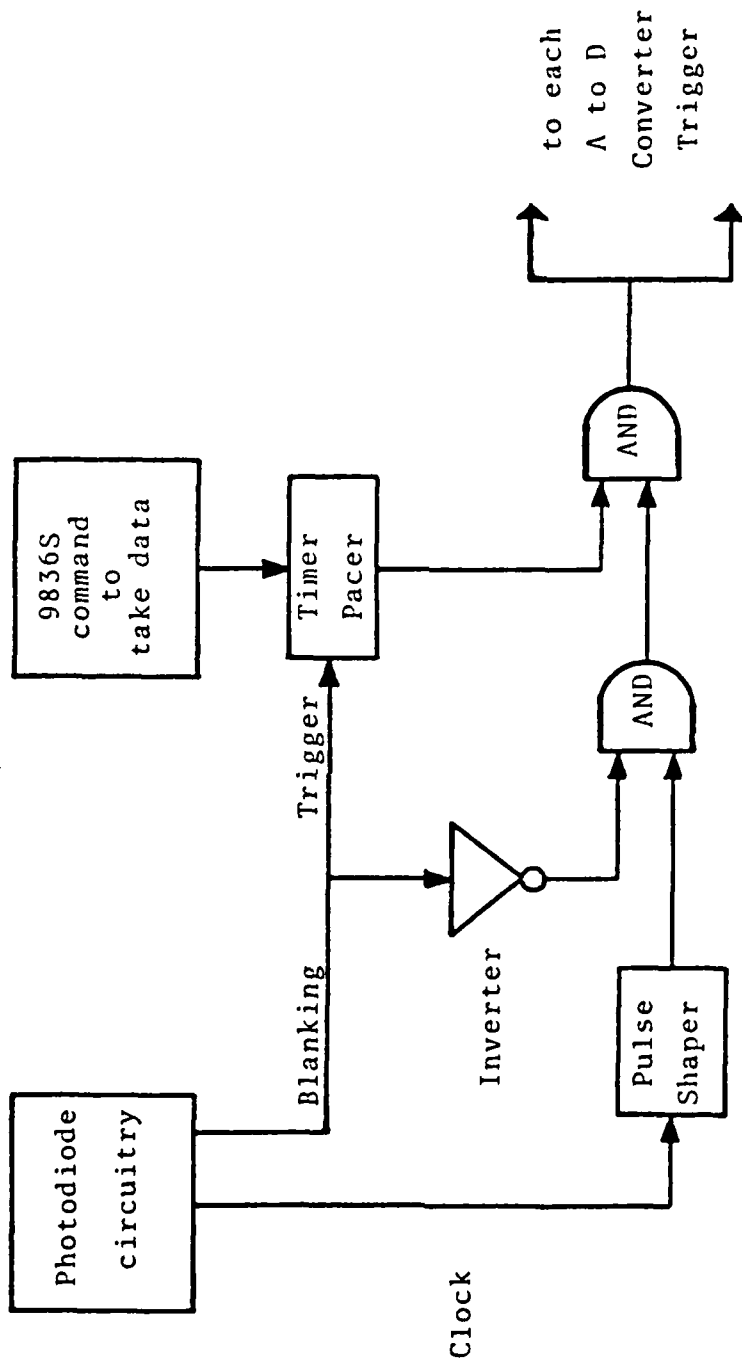 Photodiode
circuitry
9836S
command
to
take data
Blanking
Trigger
Timer
Pacer
Inverter
Clock
Pulse
Shaper
AND
AND
to each
A to D
Converter
Trigger